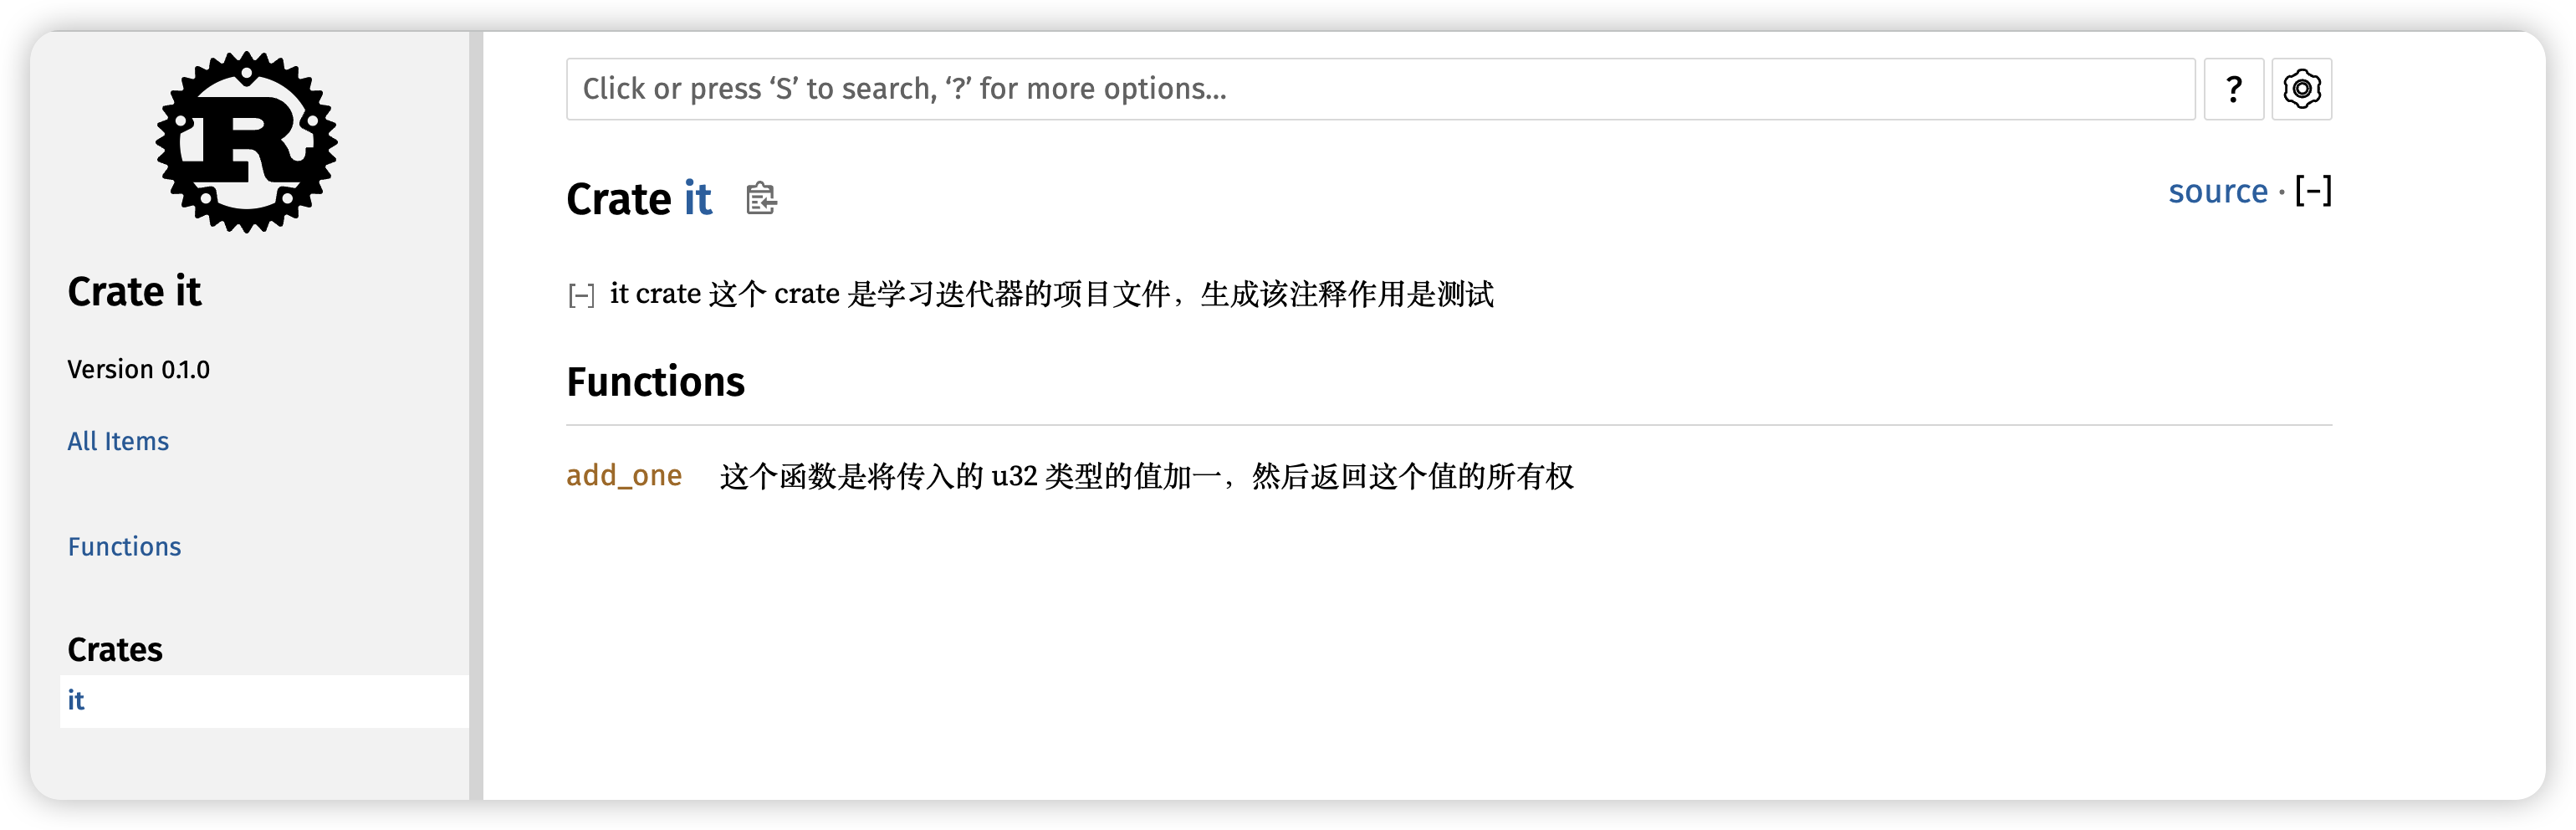 R
Crate it
Version 0.1.0
All Items
Functions
Crates
it
Click or press ‘S’ to search, ‘?’ for more options…
?
Crate it
source · [−]
[−] it crate 这个 crate 是学习迭代器的项目文件，生成该注释作用是测试
Functions
add_one 这个函数是将传入的 u32 类型的值加一，然后返回这个值的所有权